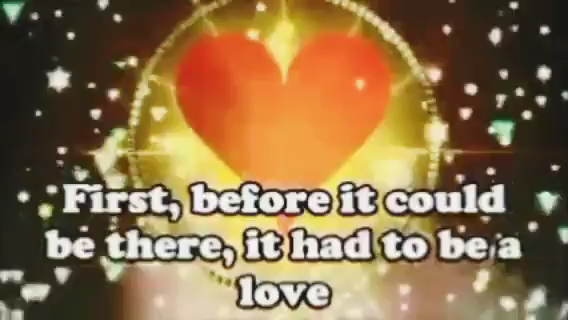 First, before it could
be there, it had to be a
love